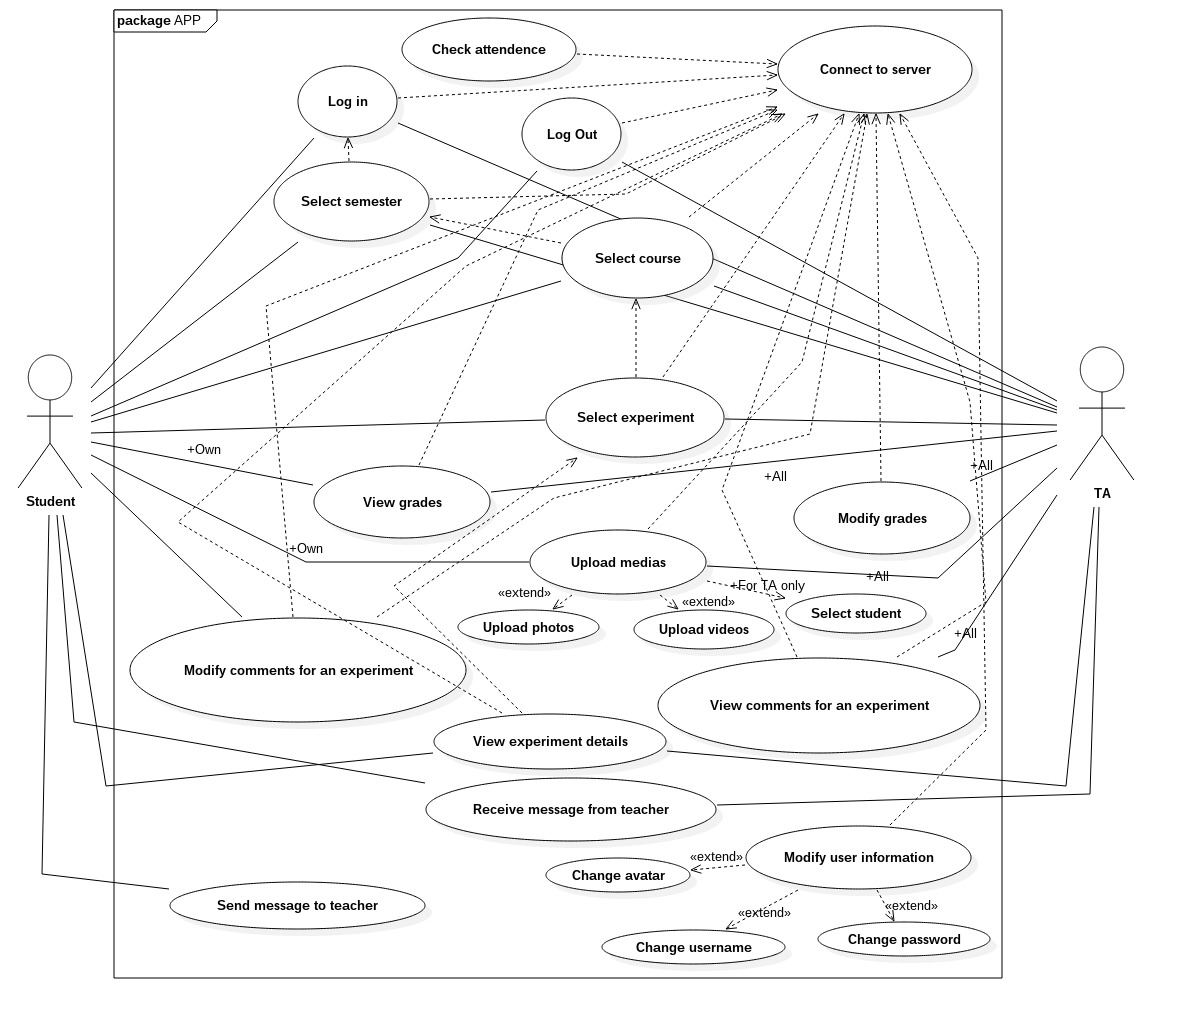 package APP
Check attendence
Connect to server
Log in
Log Out
Select semester
Select course
Select experiment
+Own
+All
+All
View grades
Modify grades
Student
TA
+Own
Upload medias
+All
+For TA only
«extend»
«extend»
Select student
Upload photos
Upload videos
+All
Modify comments for an experiment
View comments for an experiment
View experiment details
Receive message from teacher
«extend»
Modify user information
Change avatar
Send message to teacher
«extend»
«extend»
Change username
Change password